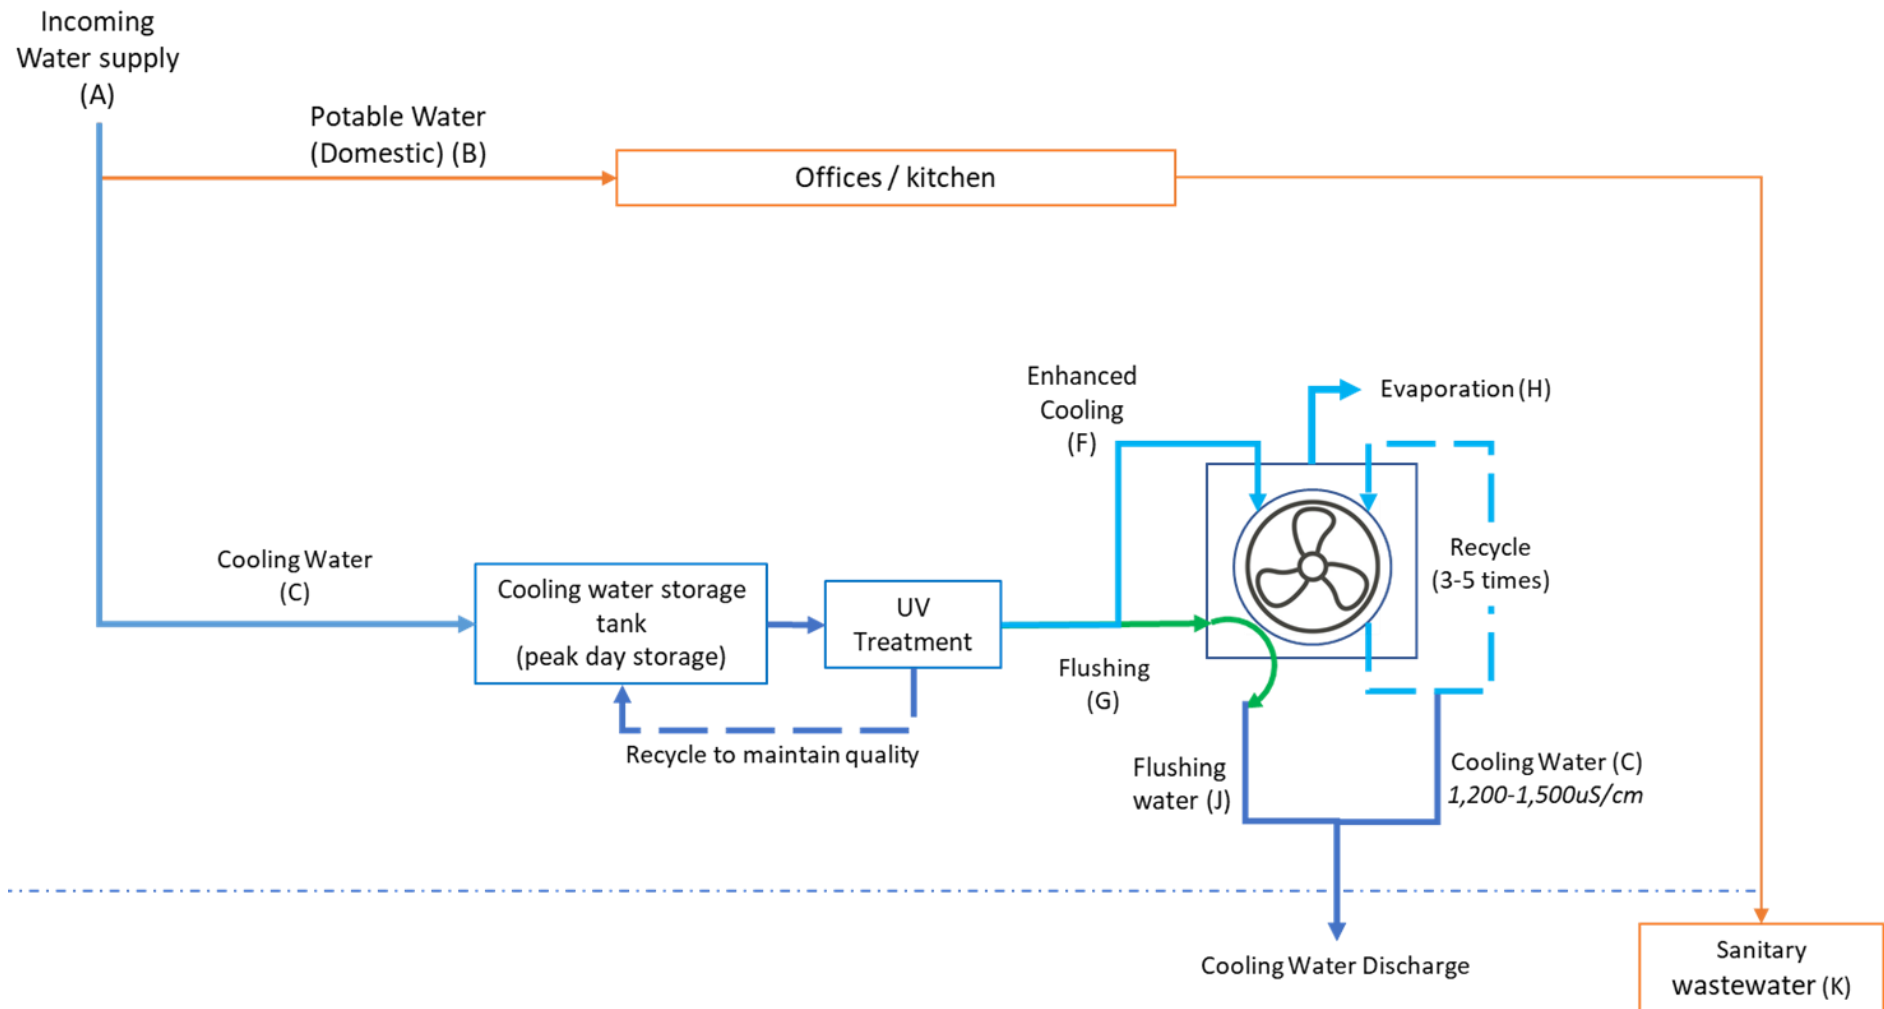 Incoming
Water supply
(A)
Potable Water
(Domestic) (B)
Offices / kitchen
Enhanced
Cooling
(F)
Evaporation (H)
Cooling Water
(C)
Cooling water storage
tank
(peak day storage)
UV
Treatment
Recycle
(3-5 times)
Flushing
(G)
Recycle to maintain quality
Flushing
water (J)
Cooling Water (C)
1,200-1,500uS/cm
Cooling Water Discharge
Sanitary
wastewater (K)